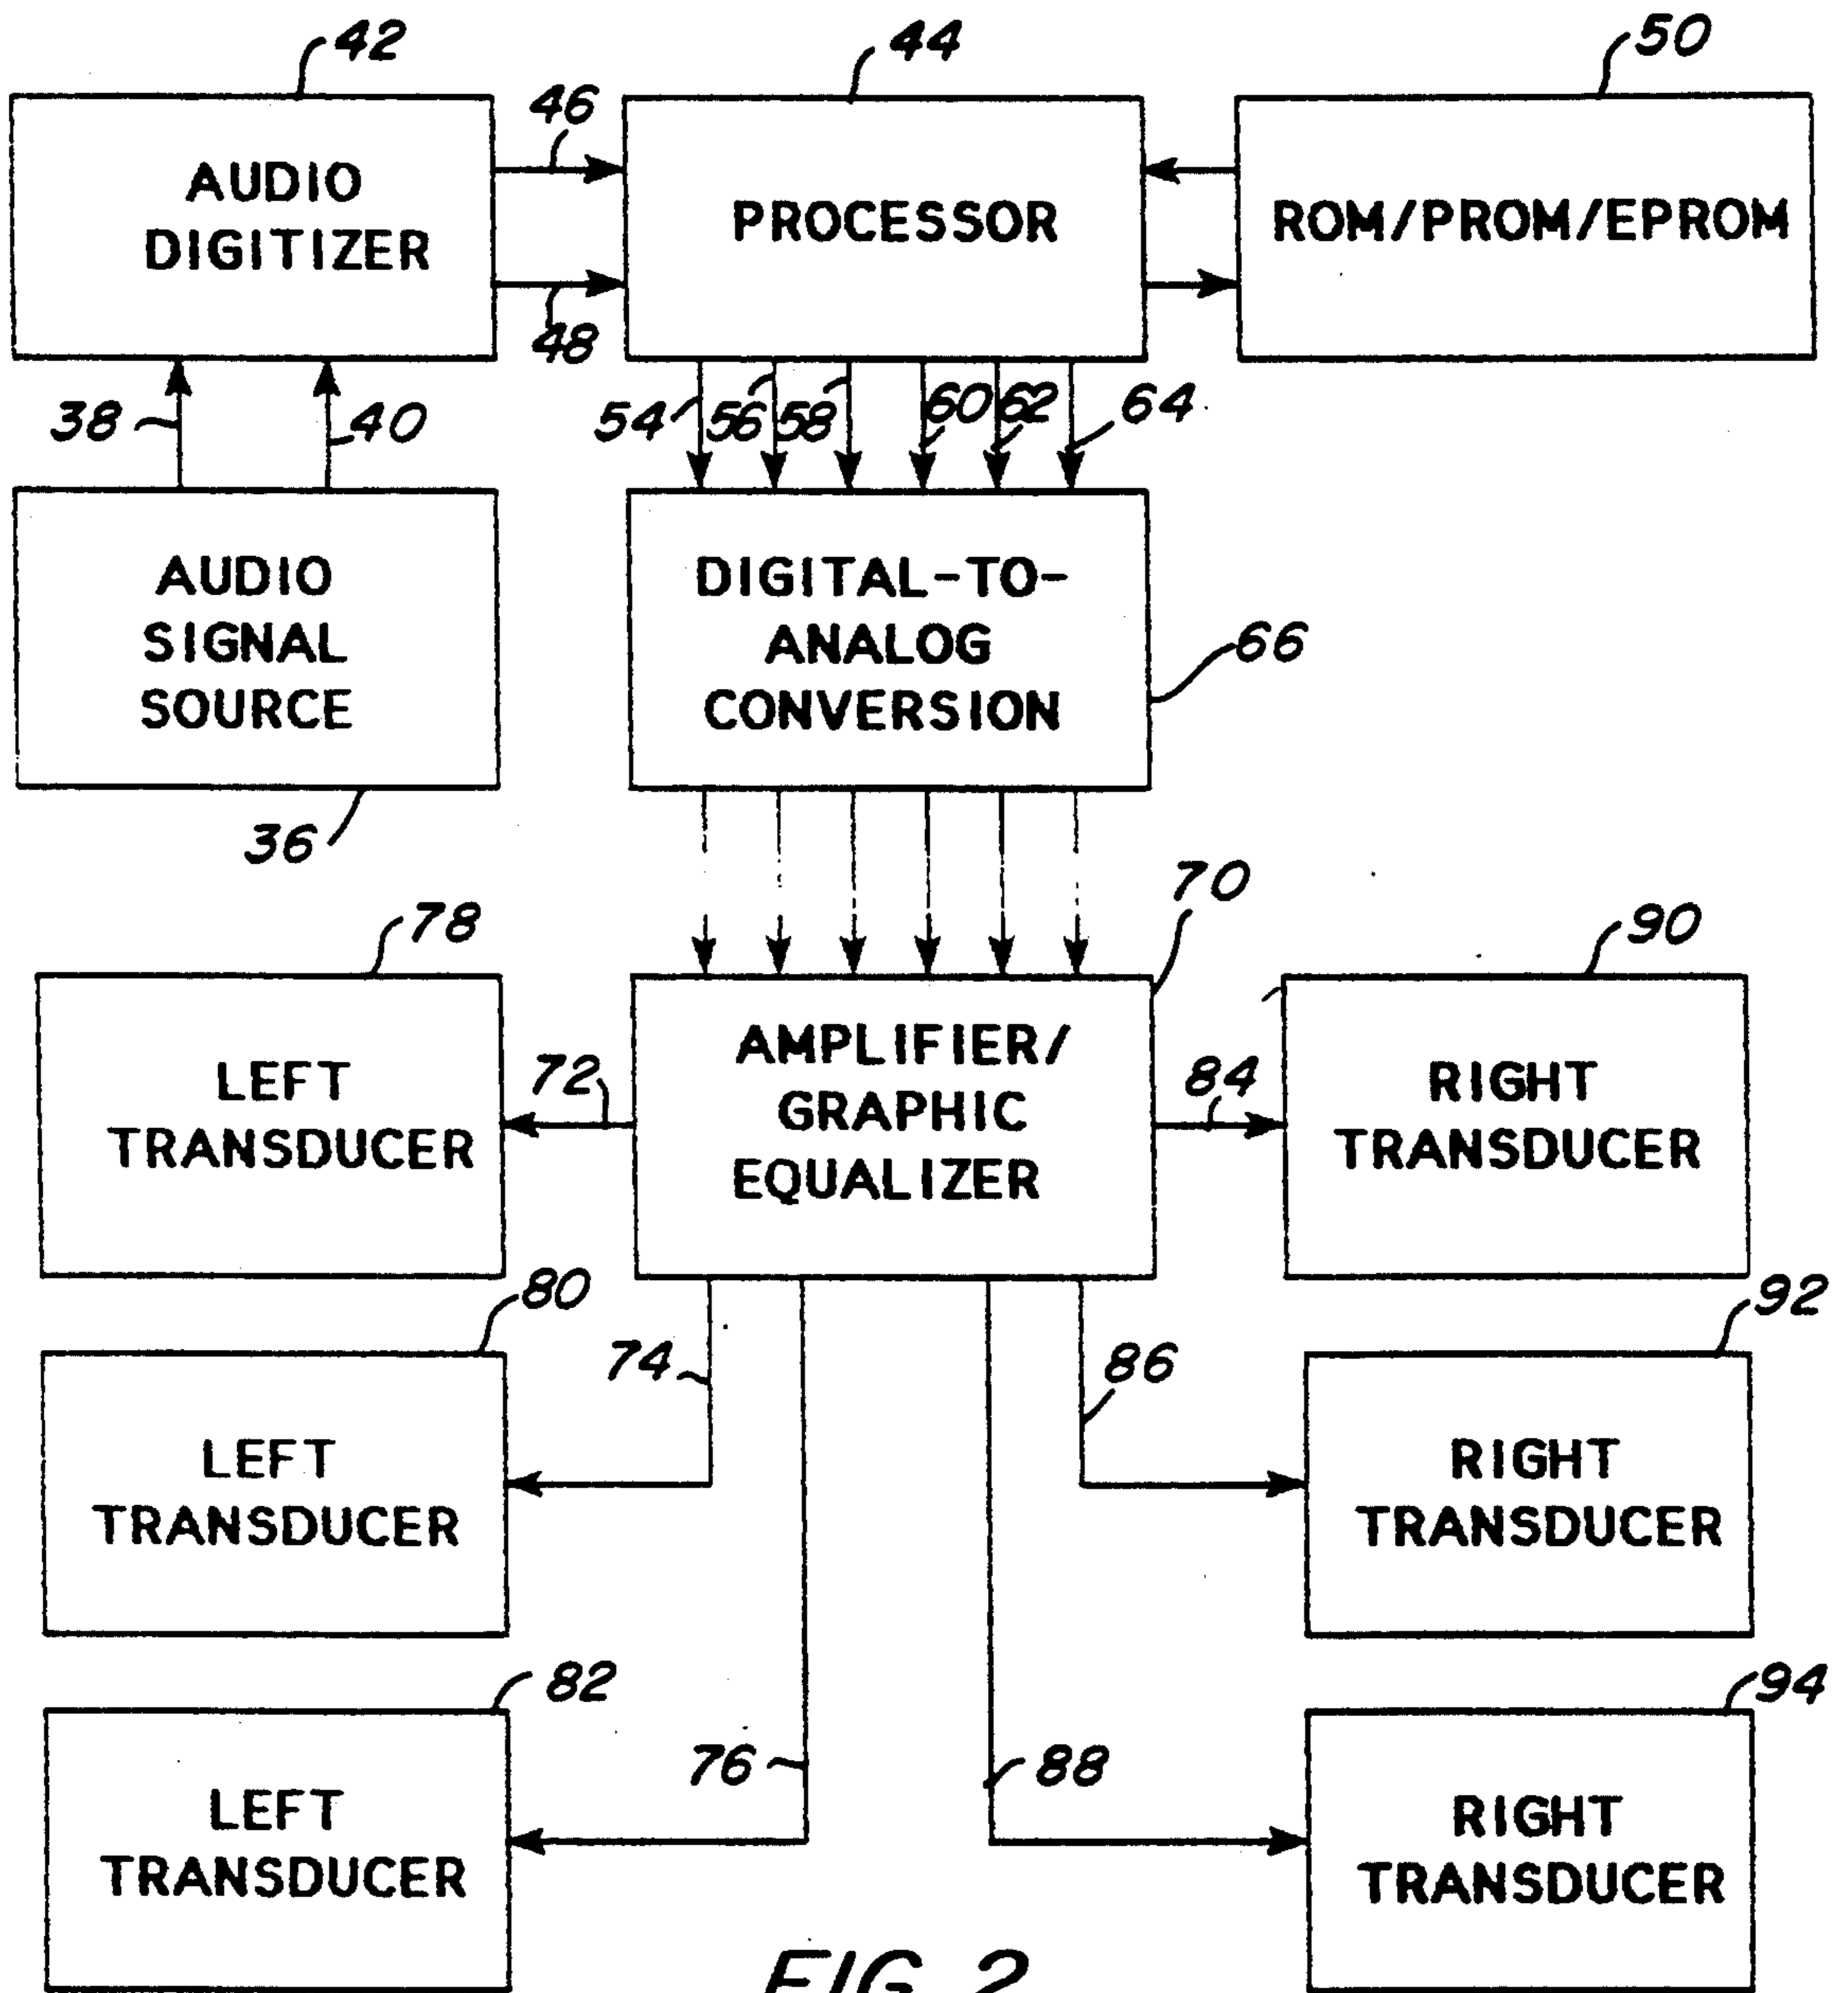 42
44
50
46
AUDIO
DIGITIZER
PROCESSOR
ROM/PROM/EPROM
48
38
40
54
56
58
60
62
64
AUDIO
SIGNAL
SOURCE
DIGITAL-TO-
ANALOG
CONVERSION
66
36
70
78
90
LEFT
TRANSDUCER
72
AMPLIFIER/
GRAPHIC
EQUALIZER
84
RIGHT
TRANSDUCER
80
92
74
86
LEFT
TRANSDUCER
RIGHT
TRANSDUCER
82
94
76
88
LEFT
TRANSDUCER
RIGHT
TRANSDUCER
FIG. 2